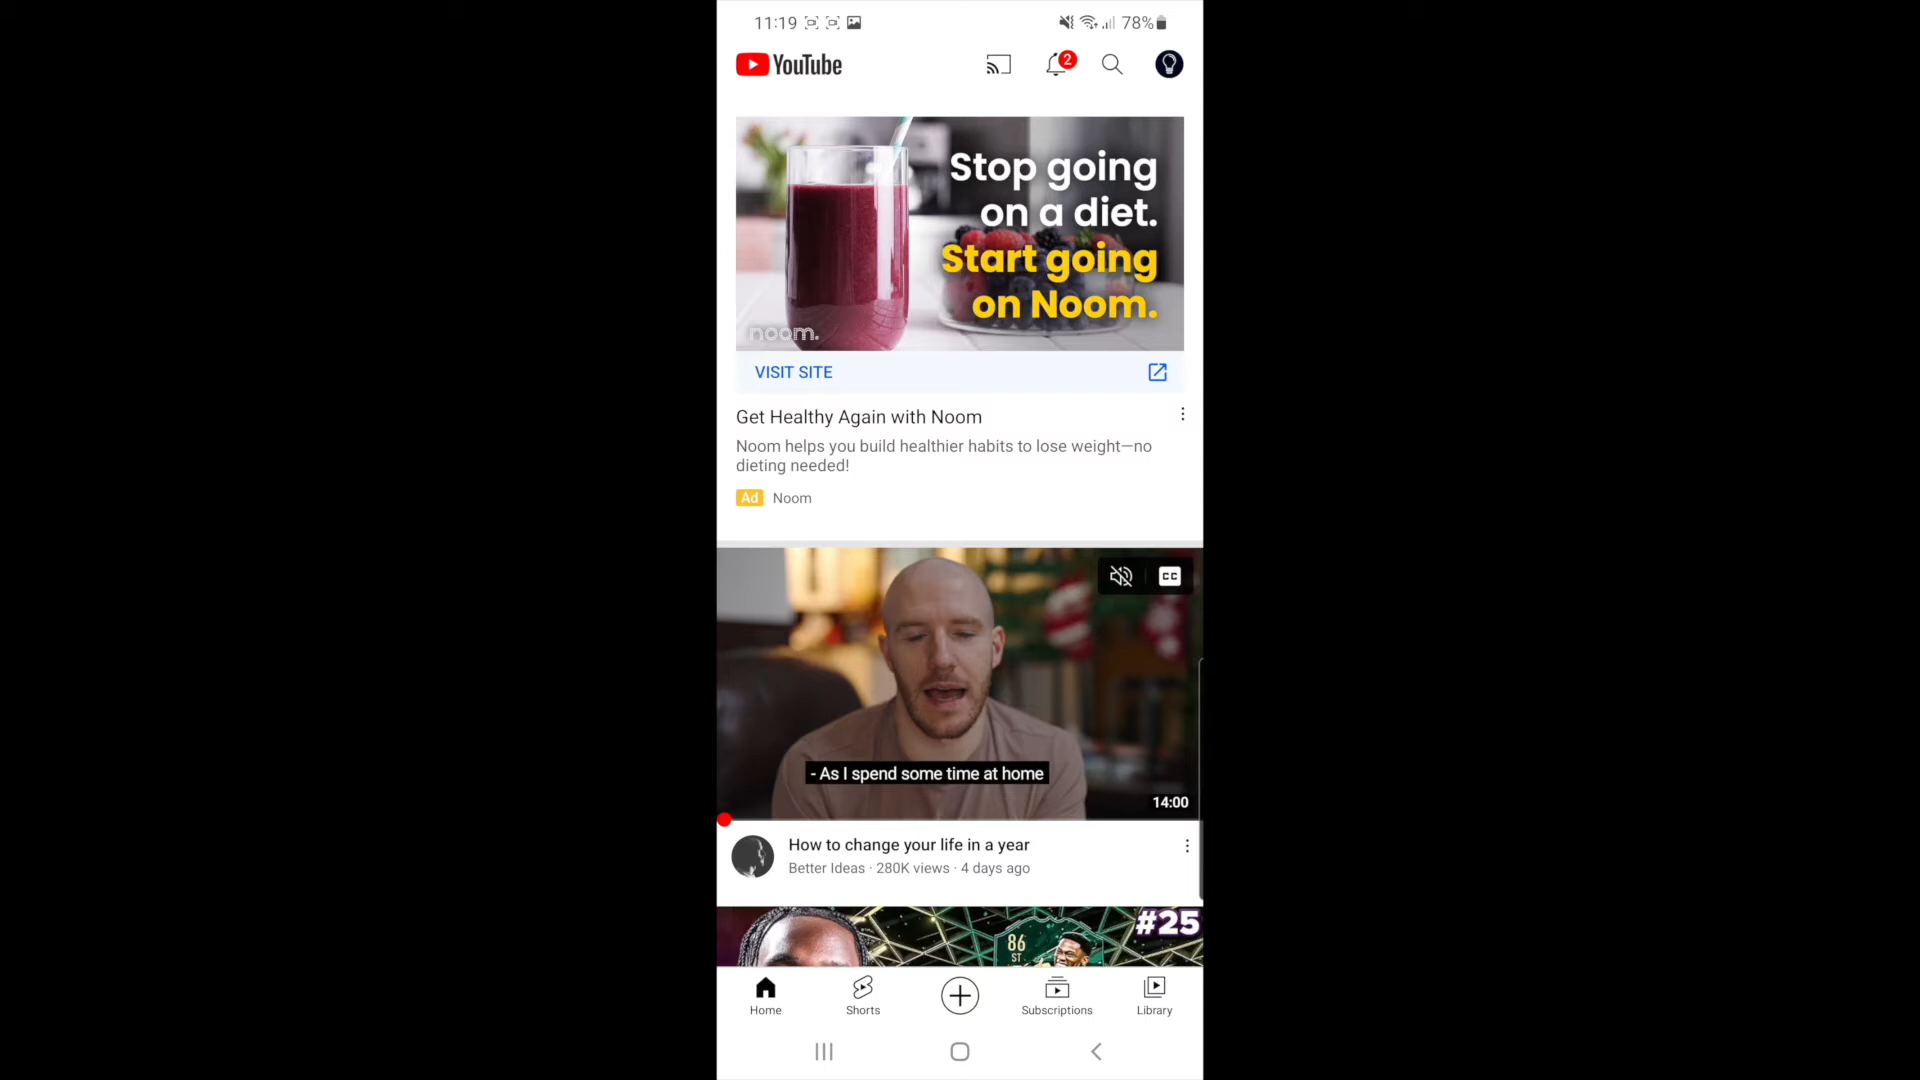 11:19
78%
YouTube
2
Stop going
on a diet.
Start going
on Noom.
noom.
VISIT SITE
Get Healthy Again with Noom
Noom helps you build healthier habits to lose weight—no
dieting needed!
Ad Noom
CC
- As I spend some time at home
14:00
How to change your life in a year
Better Ideas · 280K views · 4 days ago
#25
86
ST
Home
Shorts
Subscriptions
Library